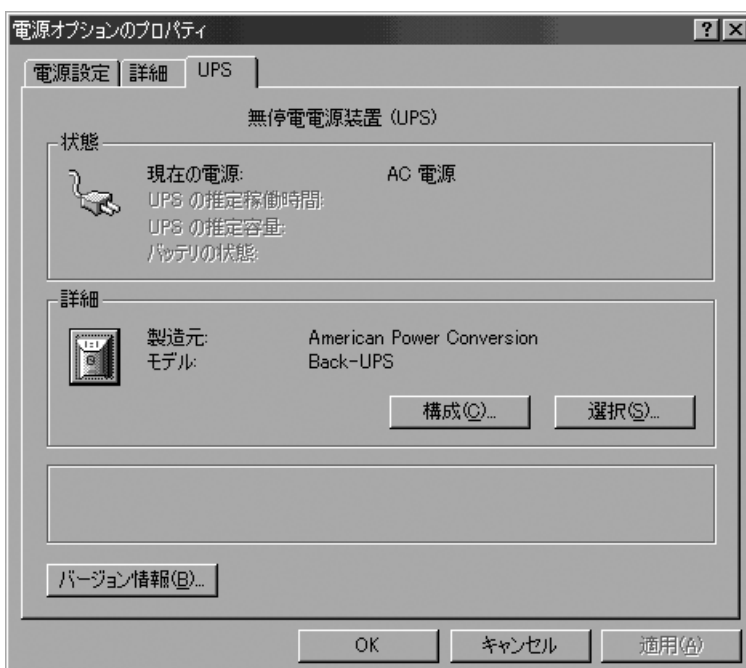 電源オプションのプロパティ
電源設定 詳細 UPS
無停電電源装置 (UPS)
状態
現在の電源: AC 電源
UPS の推定稼働時間:
UPS の推定容量:
バッテリの状態:
詳細
製造元: American Power Conversion
モデル: Back-UPS
構成(C)... 選択(S)...
バージョン情報(B)...
OK キャンセル 適用(A)